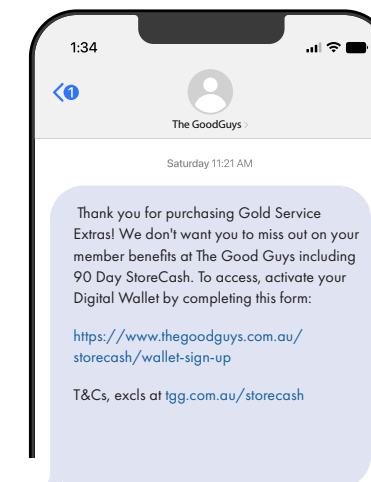 1:34
1
The GoodGuys
Saturday 11:21 AM
Thank you for purchasing Gold Service
Extras! We don't want you to miss out on your
member benefits at The Good Guys including
90 Day StoreCash. To access, activate your
Digital Wallet by completing this form:
https://www.thegoodguys.com.au/
storecash/wallet-sign-up
T&Cs, excls at tgg.com.au/storecash